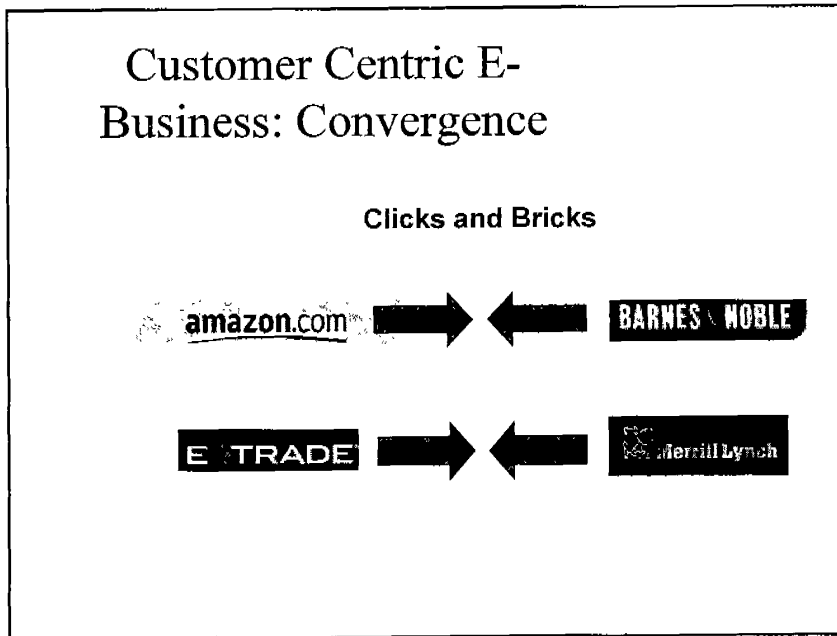 Customer Centric E-
Business: Convergence
Clicks and Bricks
amazon.com
BARNES NOBLE
E TRADE
Merrill Lynch